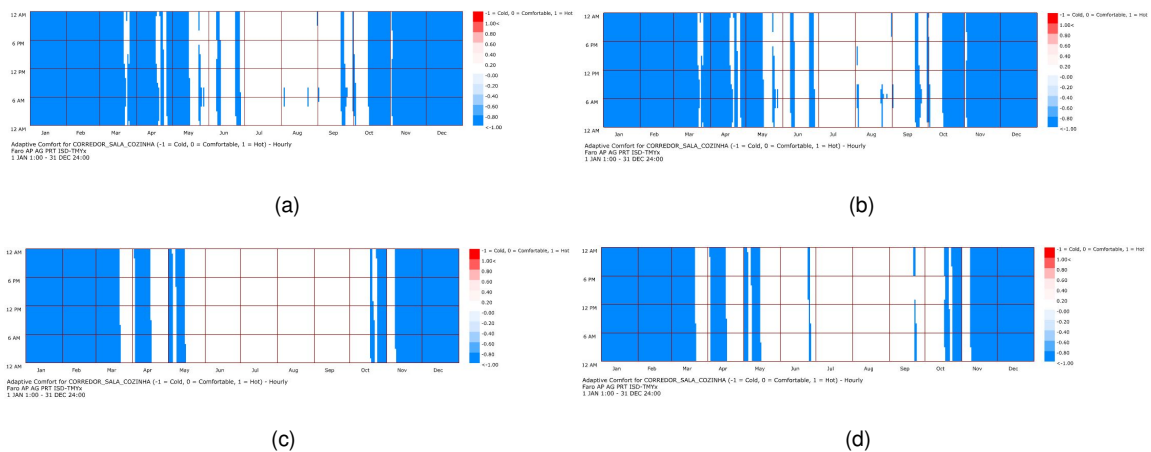 12 AM
6 PM
12 PM
6 AM
12 AM
Jan Feb Mar Apr May Jun Jul Aug Sep Oct Nov Dec
-1 = Cold, 0 = Comfortable, 1 = Hot
1.00<
0.80
0.60
0.40
0.20
-0.00
-0.20
-0.40
-0.60
-0.80
<-1.00
Adaptive Comfort for CORREDOR_SALA_COZINHA (-1 = Cold, 0 = Comfortable, 1 = Hot) - Hourly
Faro AP AG PRT ISD-TMYx
1 JAN 1:00 - 31 DEC 24:00
(a)
12 AM
6 PM
12 PM
6 AM
12 AM
Jan Feb Mar Apr May Jun Jul Aug Sep Oct Nov Dec
-1 = Cold, 0 = Comfortable, 1 = Hot
1.00<
0.80
0.60
0.40
0.20
-0.00
-0.20
-0.40
-0.60
-0.80
<-1.00
Adaptive Comfort for CORREDOR_SALA_COZINHA (-1 = Cold, 0 = Comfortable, 1 = Hot) - Hourly
Faro AP AG PRT ISD-TMYx
1 JAN 1:00 - 31 DEC 24:00
(b)
12 AM
6 PM
12 PM
6 AM
12 AM
Jan Feb Mar Apr May Jun Jul Aug Sep Oct Nov Dec
-1 = Cold, 0 = Comfortable, 1 = Hot
1.00<
0.80
0.60
0.40
0.20
-0.00
-0.20
-0.40
-0.60
-0.80
<-1.00
Adaptive Comfort for CORREDOR_SALA_COZINHA (-1 = Cold, 0 = Comfortable, 1 = Hot) - Hourly
Faro AP AG PRT ISD-TMYx
1 JAN 1:00 - 31 DEC 24:00
(c)
12 AM
6 PM
12 PM
6 AM
12 AM
Jan Feb Mar Apr May Jun Jul Aug Sep Oct Nov Dec
-1 = Cold, 0 = Comfortable, 1 = Hot
1.00<
0.80
0.60
0.40
0.20
-0.00
-0.20
-0.40
-0.60
-0.80
<-1.00
Adaptive Comfort for CORREDOR_SALA_COZINHA (-1 = Cold, 0 = Comfortable, 1 = Hot) - Hourly
Faro AP AG PRT ISD-TMYx
1 JAN 1:00 - 31 DEC 24:00
(d)